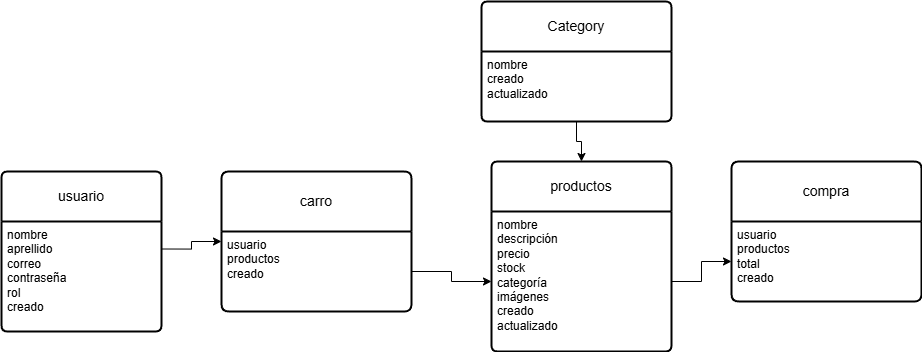 Category
nombre
creado
actualizado
usuario
nombre
aprellido
correo
contraseña
rol
creado
carro
usuario
productos
creado
productos
nombre
descripción
precio
stock
categoría
imágenes
creado
actualizado
compra
usuario
productos
total
creado